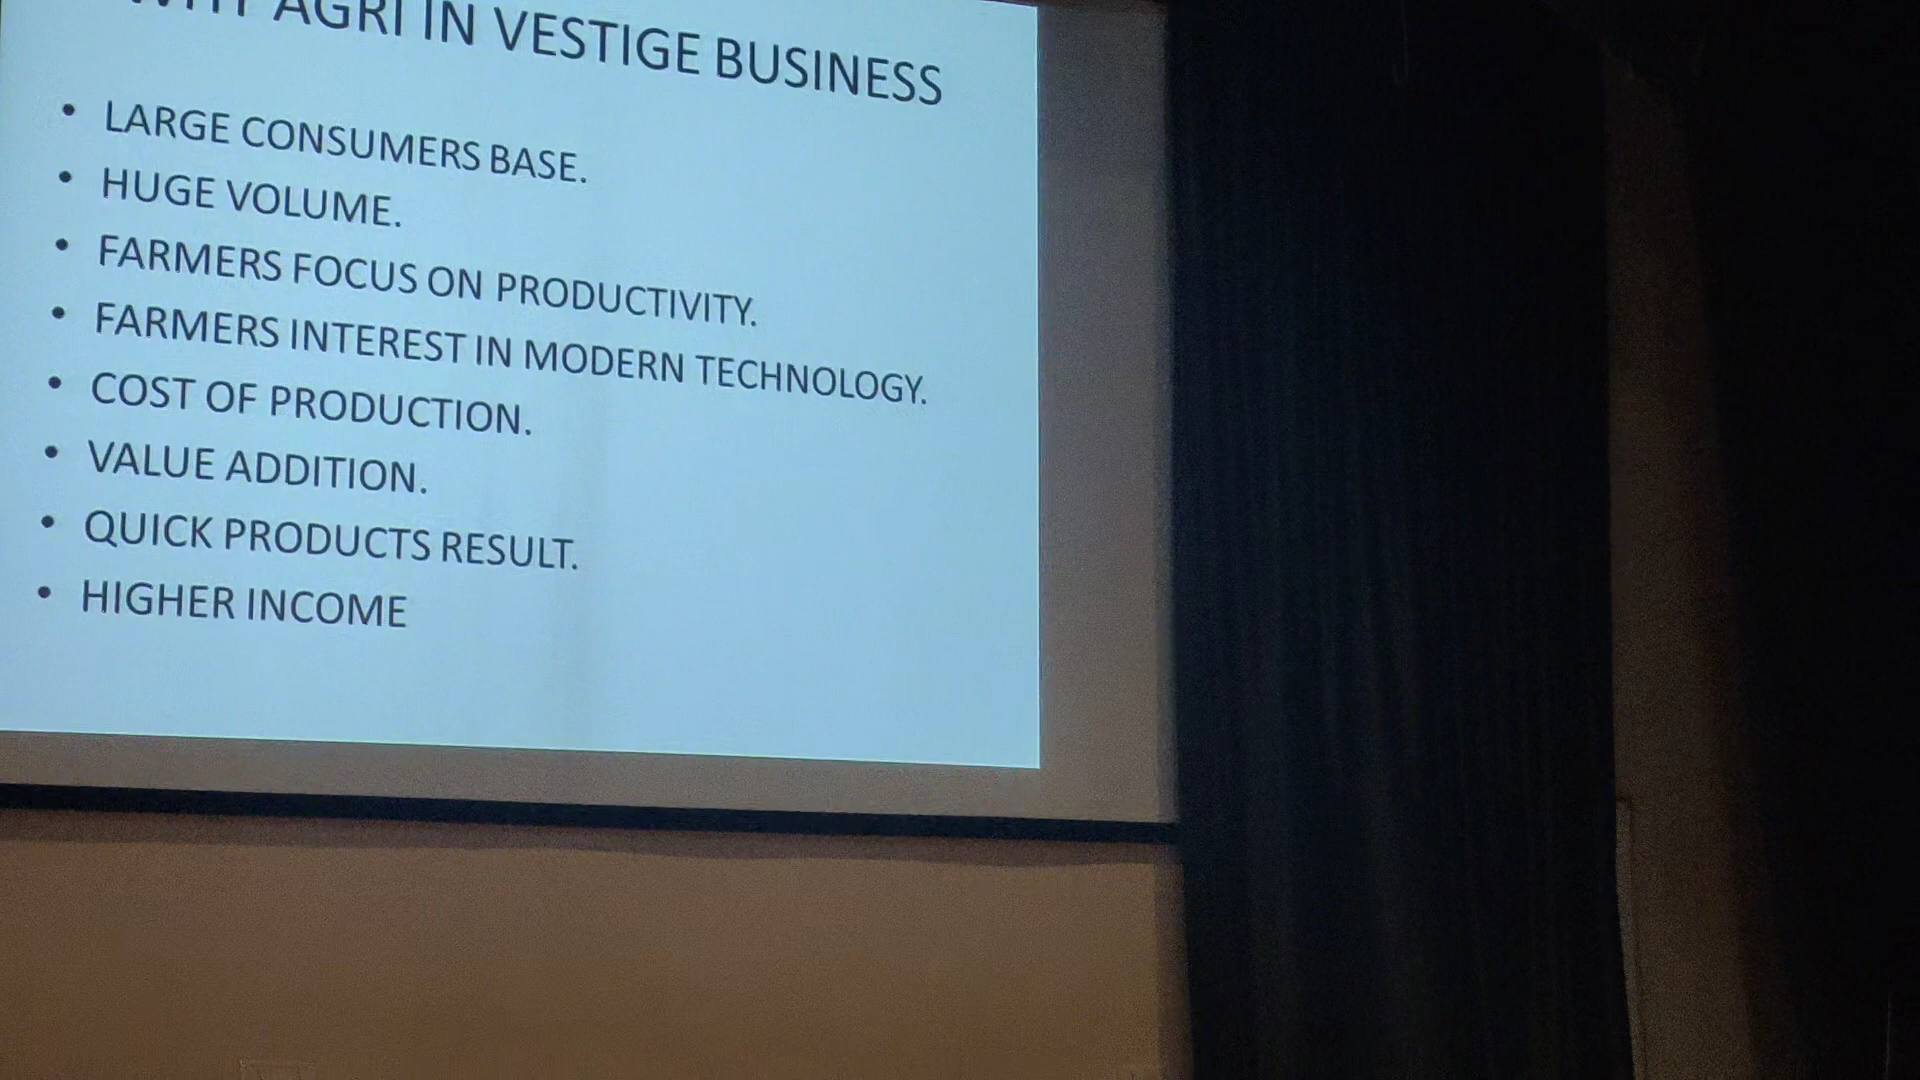 WHY AGRI IN VESTIGE BUSINESS
• LARGE CONSUMERS BASE.
• HUGE VOLUME.
• FARMERS FOCUS ON PRODUCTIVITY.
• FARMERS INTEREST IN MODERN TECHNOLOGY.
• COST OF PRODUCTION.
• VALUE ADDITION.
• QUICK PRODUCTS RESULT.
• HIGHER INCOME